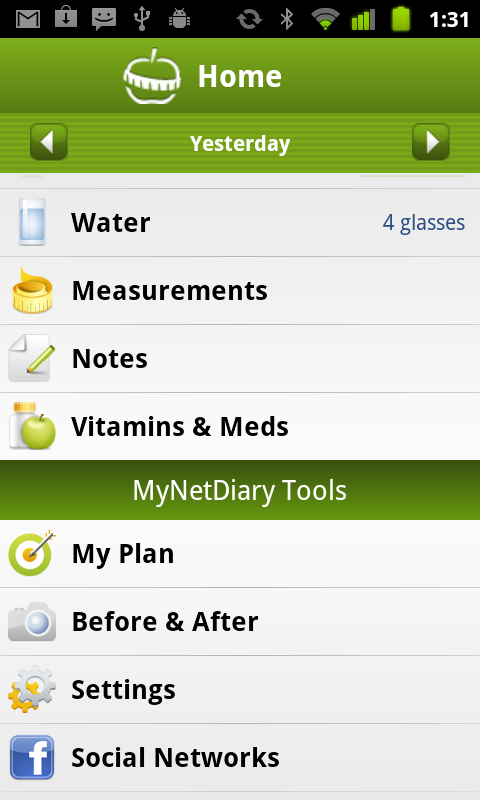 1:31
Home
Yesterday
Water
4 glasses
Measurements
Notes
Vitamins & Meds
MyNetDiary Tools
My Plan
Before & After
Settings
Social Networks